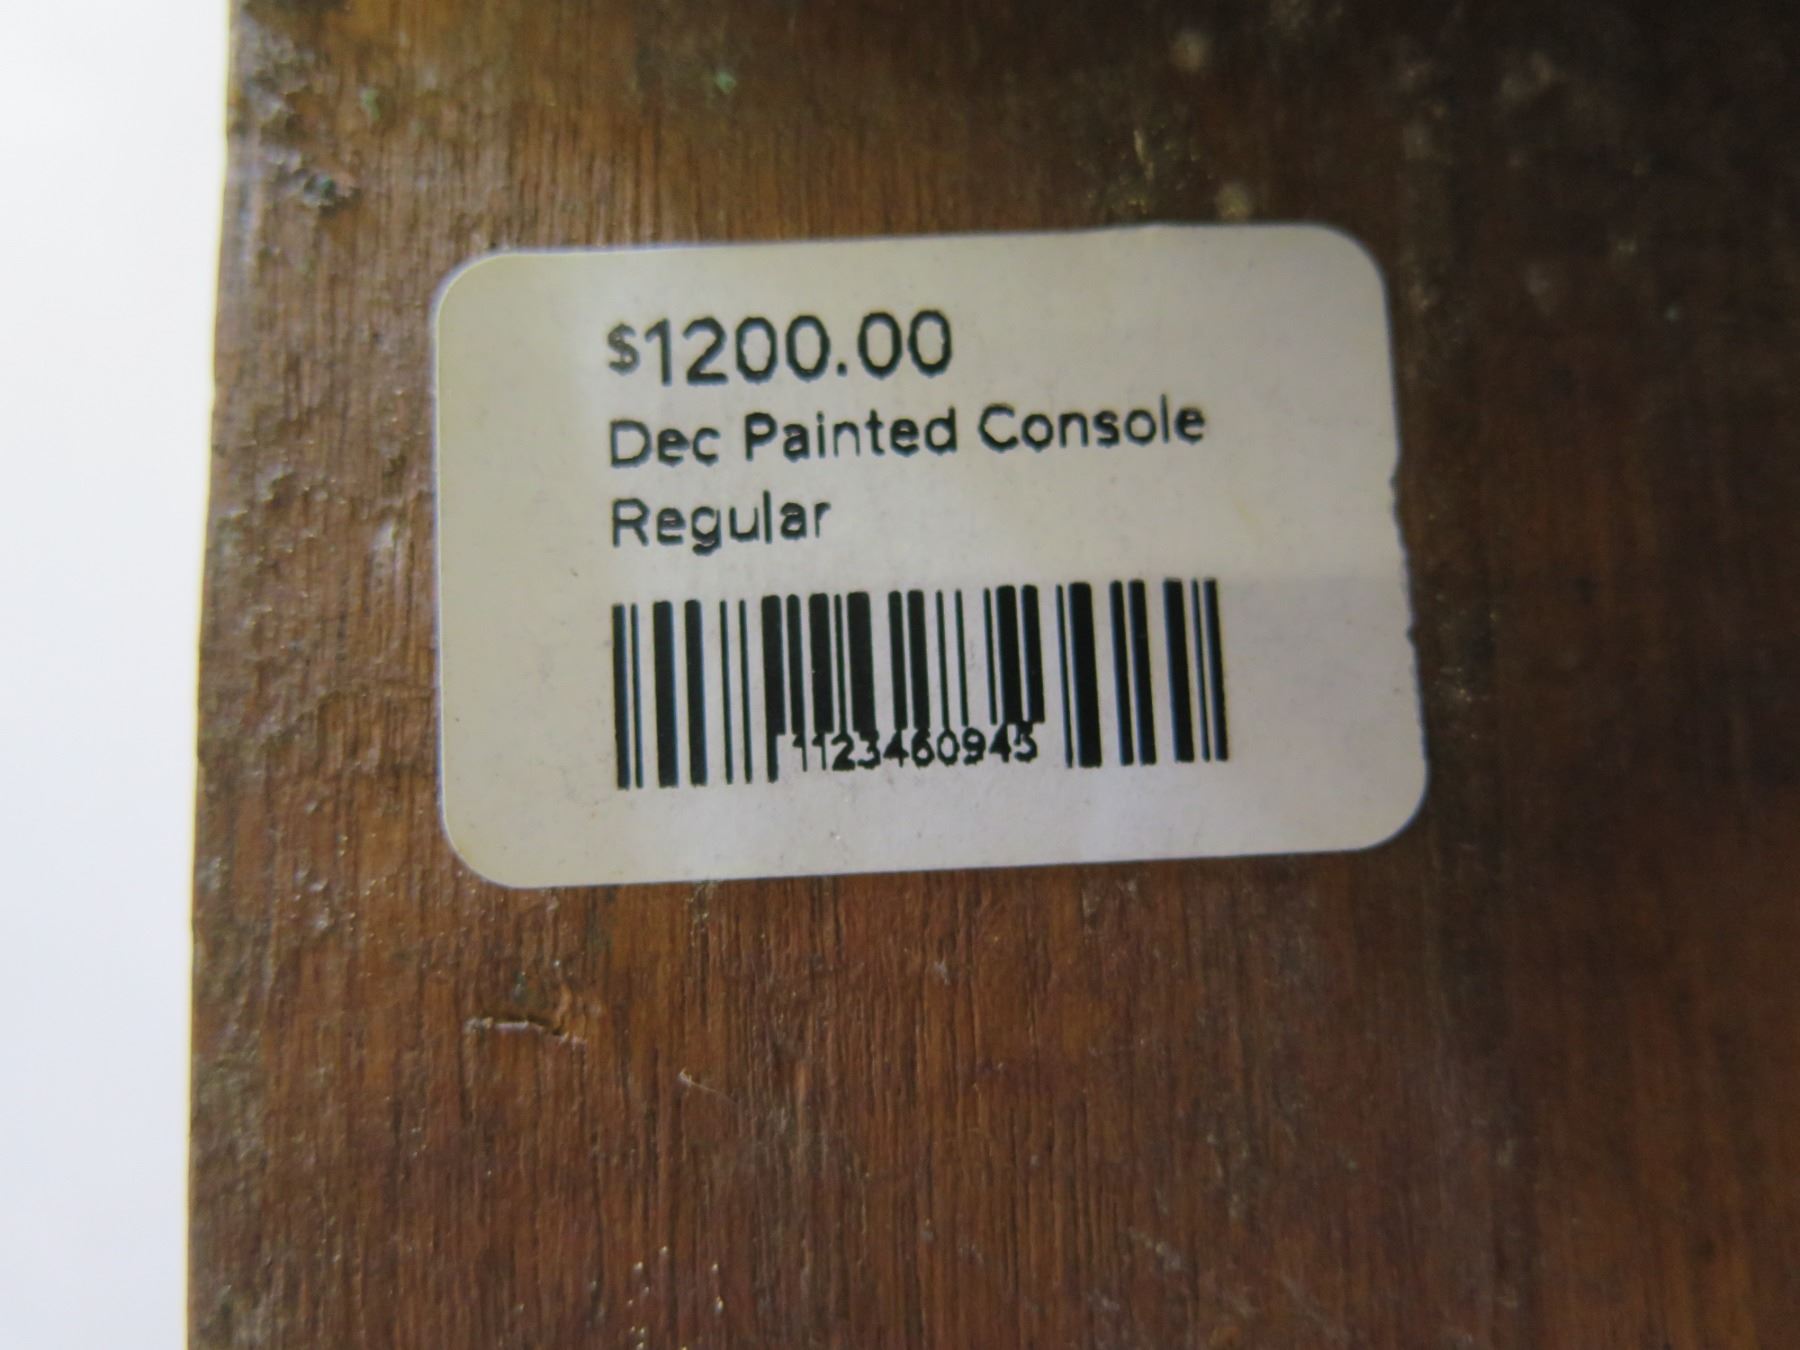 $1200.00
Dec Painted Console
Regular
1123460945